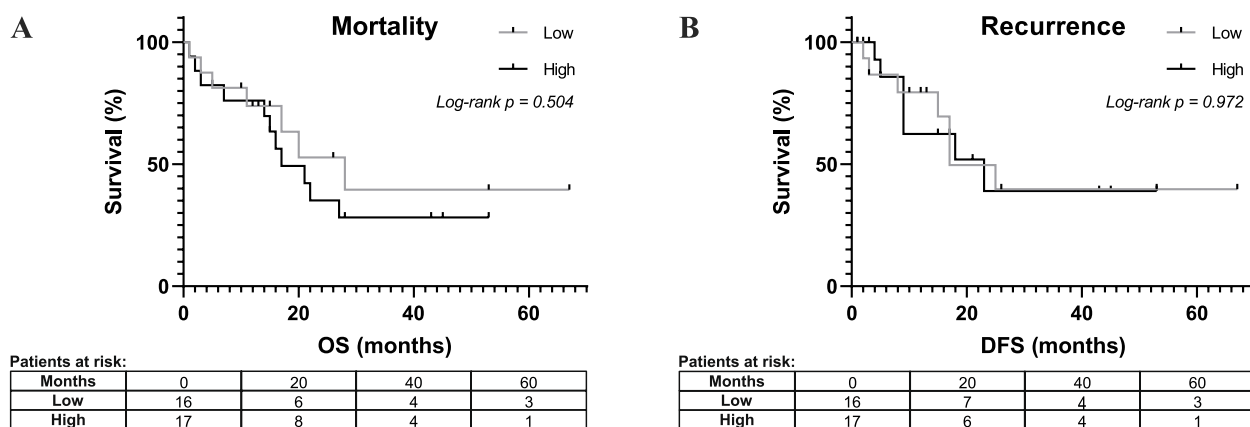 A
Mortality
Low
High
Log-rank p = 0.504
Survival (%)
100
50
0
0 20 40 60
OS (months)
Patients at risk:
Months 0 20 40 60
Low 16 6 4 3
High 17 8 4 1
B
Recurrence
Low
High
Log-rank p = 0.972
Survival (%)
100
50
0
0 20 40 60
DFS (months)
Patients at risk:
Months 0 20 40 60
Low 16 7 4 3
High 17 6 4 1